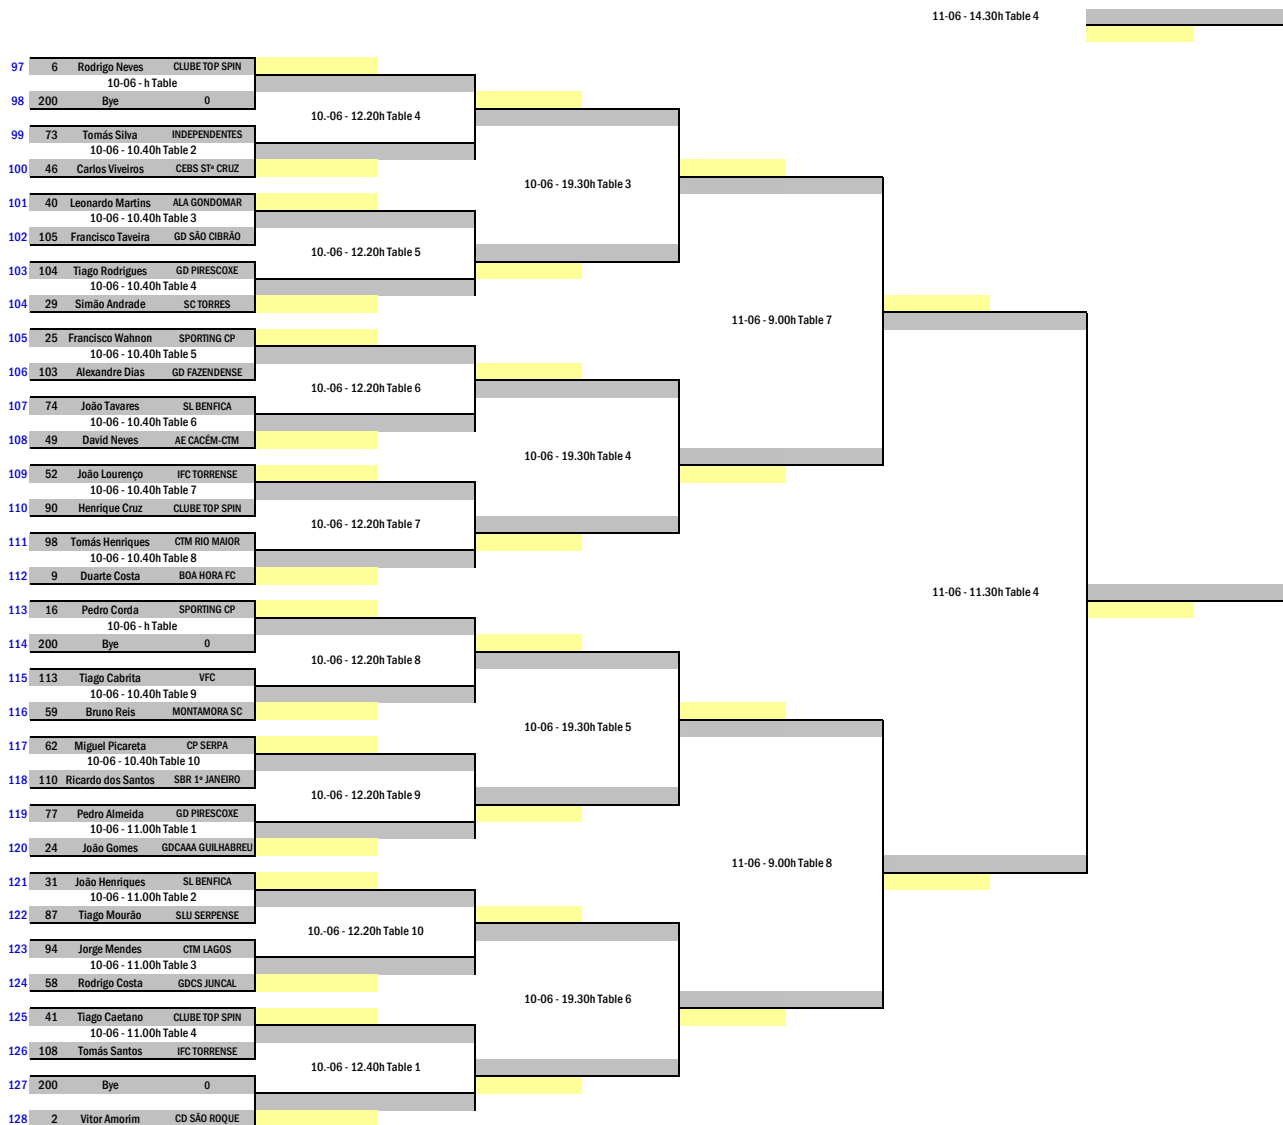 11-06 - 14.30h Table 4
97 6 Rodrigo Neves CLUBE TOP SPIN
10-06 - h Table
98 200 Bye 0
10.-06 - 12.20h Table 4
99 73 Tomás Silva INDEPENDENTES
10-06 - 10.40h Table 2
100 46 Carlos Viveiros CEBS STª CRUZ
10-06 - 19.30h Table 3
101 40 Leonardo Martins ALA GONDOMAR
10-06 - 10.40h Table 3
102 105 Francisco Taveira GD SÃO CIBRÃO
10.-06 - 12.20h Table 5
103 104 Tiago Rodrigues GD PIRESCOXE
10-06 - 10.40h Table 4
104 29 Simão Andrade SC TORRES
11-06 - 9.00h Table 7
105 25 Francisco Wahnon SPORTING CP
10-06 - 10.40h Table 5
106 103 Alexandre Dias GD FAZENDENSE
10.-06 - 12.20h Table 6
107 74 João Tavares SL BENFICA
10-06 - 10.40h Table 6
108 49 David Neves AE CACÉM-CTM
10-06 - 19.30h Table 4
109 52 João Lourenço IFC TORRENSE
10-06 - 10.40h Table 7
110 90 Henrique Cruz CLUBE TOP SPIN
10.-06 - 12.20h Table 7
111 98 Tomás Henriques CTM RIO MAIOR
10-06 - 10.40h Table 8
112 9 Duarte Costa BOA HORA FC
11-06 - 11.30h Table 4
113 16 Pedro Corda SPORTING CP
10-06 - h Table
114 200 Bye 0
10.-06 - 12.20h Table 8
115 113 Tiago Cabrita VFC
10-06 - 10.40h Table 9
116 59 Bruno Reis MONTAMORA SC
10-06 - 19.30h Table 5
117 62 Miguel Picareta CP SERPA
10-06 - 10.40h Table 10
118 110 Ricardo dos Santos SBR 1º JANEIRO
10.-06 - 12.20h Table 9
119 77 Pedro Almeida GD PIRESCOXE
10-06 - 11.00h Table 1
120 24 João Gomes GDCAAA GUILHABREU
11-06 - 9.00h Table 8
121 31 João Henriques SL BENFICA
10-06 - 11.00h Table 2
122 87 Tiago Mourão SLU SERPENSE
10.-06 - 12.20h Table 10
123 94 Jorge Mendes CTM LAGOS
10-06 - 11.00h Table 3
124 58 Rodrigo Costa GDCS JUNCAL
10-06 - 19.30h Table 6
125 41 Tiago Caetano CLUBE TOP SPIN
10-06 - 11.00h Table 4
126 108 Tomás Santos IFC TORRENSE
10.-06 - 12.40h Table 1
127 200 Bye 0
128 2 Vitor Amorim CD SÃO ROQUE